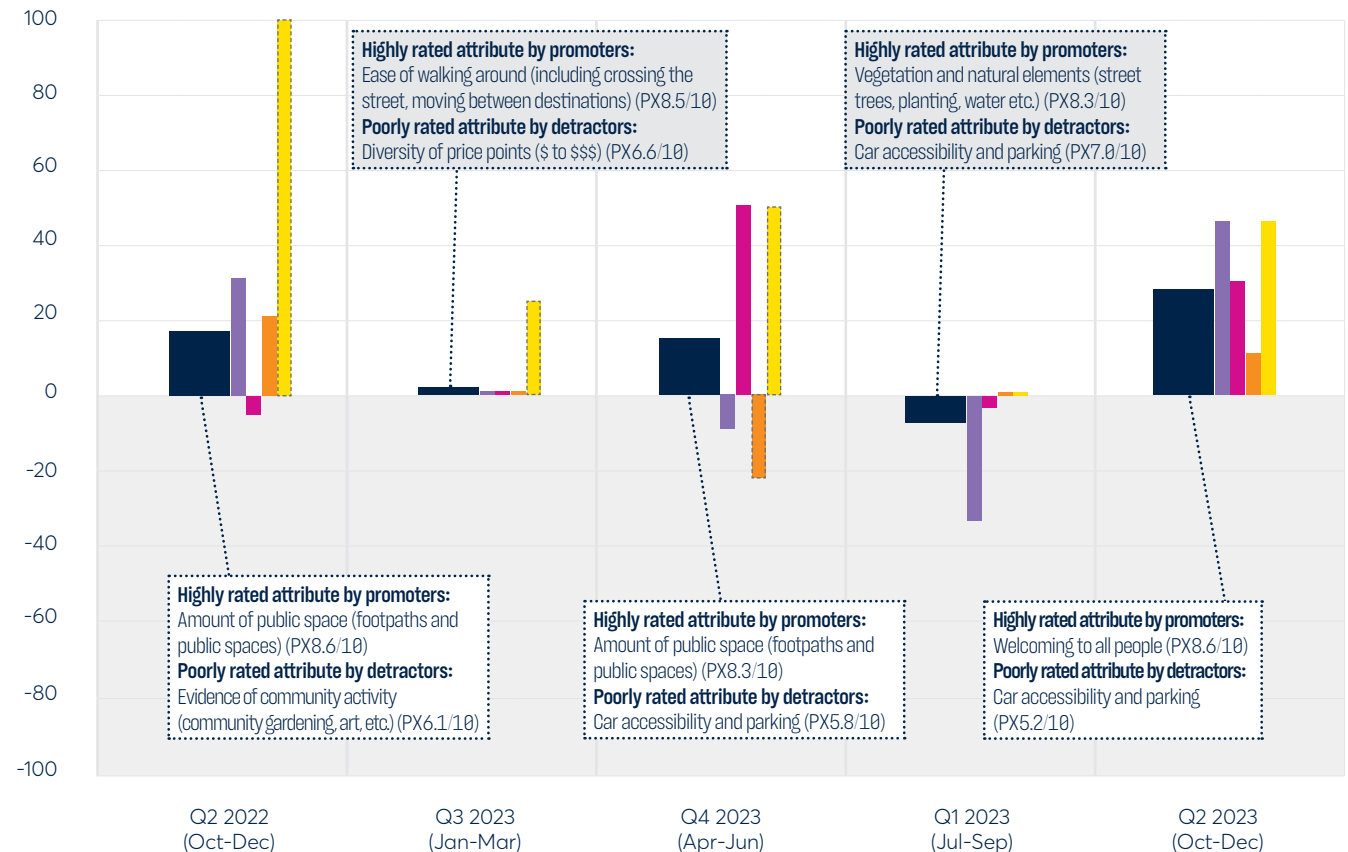 100
80
60
40
20
0
-20
-40
-60
-80
-100
Highly rated attribute by promoters:
Ease of walking around (including crossing the
street, moving between destinations) (PX8.5/10)
Poorly rated attribute by detractors:
Diversity of price points ($ to $$$) (PX6.6/10)
Highly rated attribute by promoters:
Vegetation and natural elements (street
trees, planting, water etc.) (PX8.3/10)
Poorly rated attribute by detractors:
Car accessibility and parking (PX7.0/10)
Highly rated attribute by promoters:
Amount of public space (footpaths and
public spaces) (PX8.6/10)
Poorly rated attribute by detractors:
Evidence of community activity
(community gardening, art, etc.) (PX6.1/10)
Highly rated attribute by promoters:
Amount of public space (footpaths and
public spaces) (PX8.3/10)
Poorly rated attribute by detractors:
Car accessibility and parking (PX5.8/10)
Highly rated attribute by promoters:
Welcoming to all people (PX8.6/10)
Poorly rated attribute by detractors:
Car accessibility and parking
(PX5.2/10)
Q2 2022
(Oct-Dec)
Q3 2023
(Jan-Mar)
Q4 2023
(Apr-Jun)
Q1 2023
(Jul-Sep)
Q2 2023
(Oct-Dec)